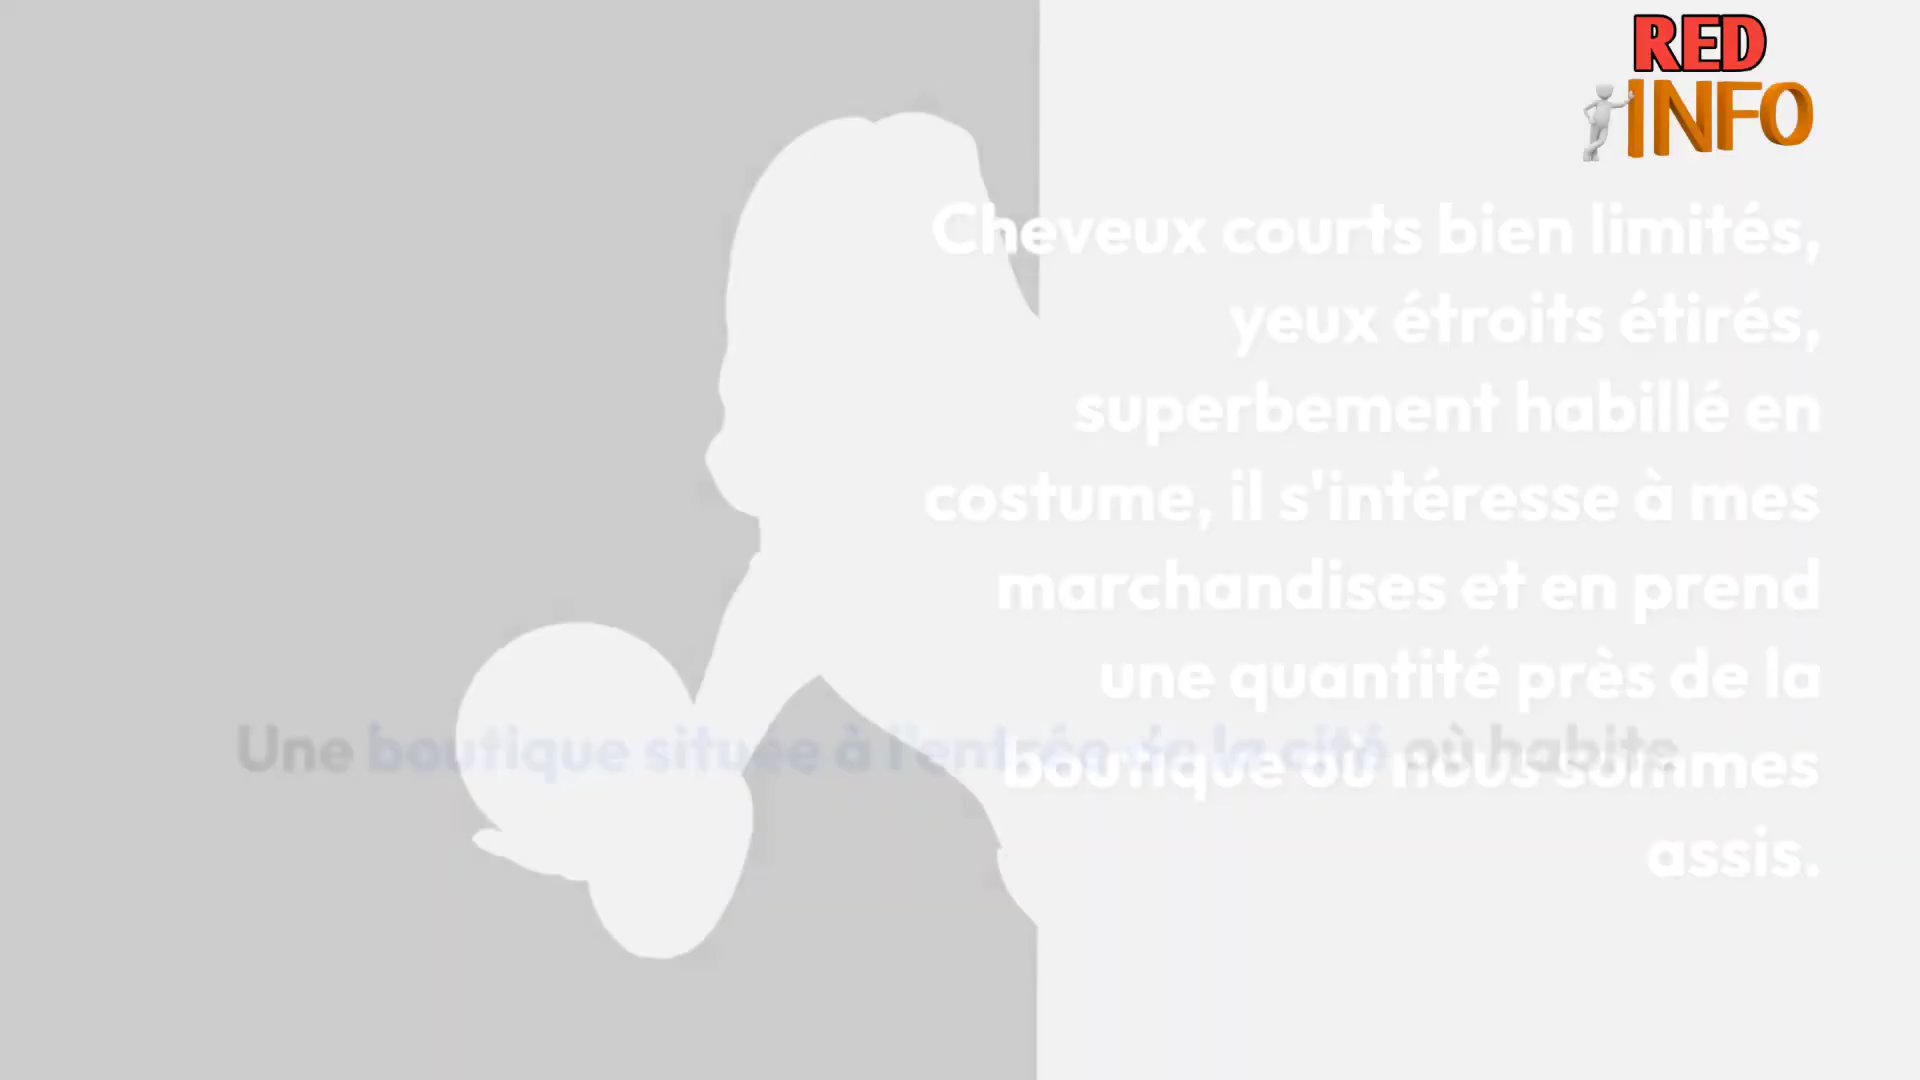 RED
INFO
Cheveux courts bien limités,
yeux étroits étirés,
superbement habillé en
costume, il s'intéresse à mes
marchandises et en prend
une quantité près de la
boutique où nous sommes
assis.
Une boutique située à l'entrée de la cité où habite